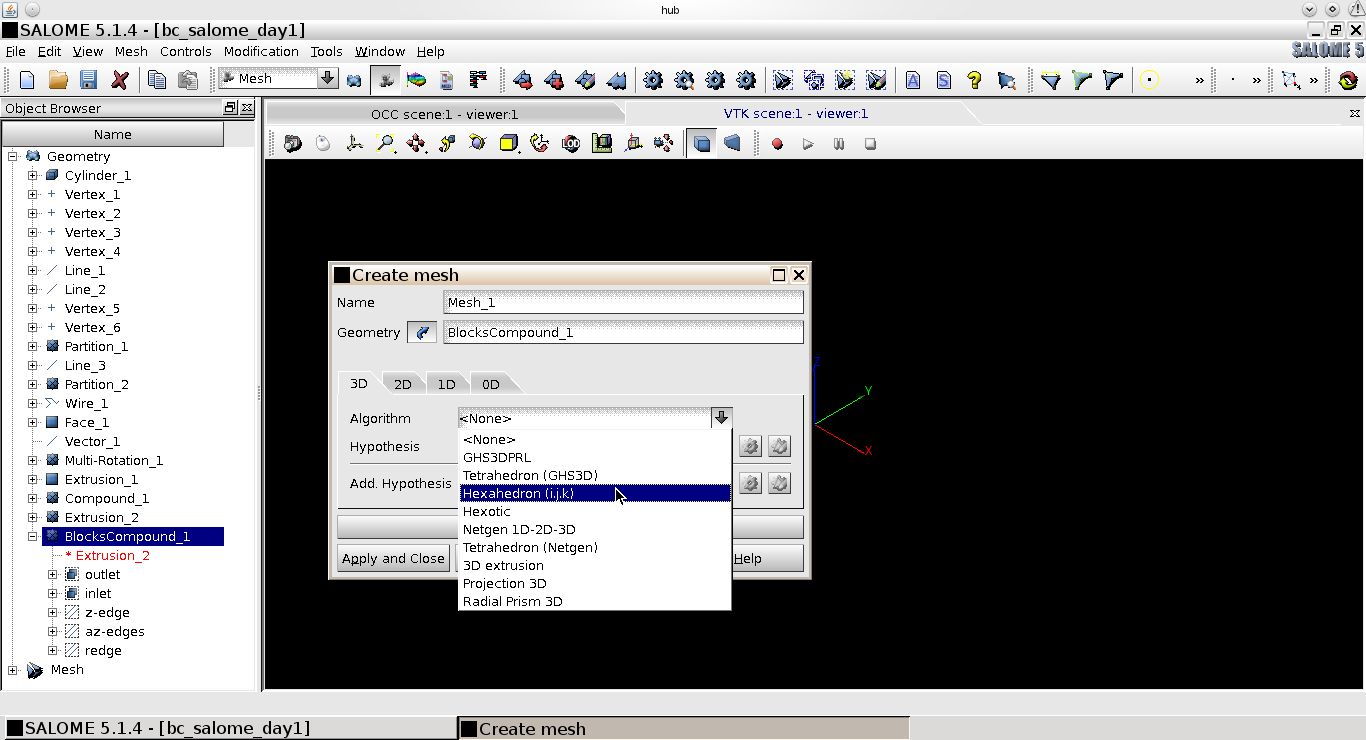 hub
SALOME 5.1.4 - [bc_salome_day1]
File Edit View Mesh Controls Modification Tools Window Help
SALOME 5
Mesh
A S ? » · »
Object Browser
OCC scene:1 - viewer:1
VTK scene:1 - viewer:1
Name
LOD
Geometry
Cylinder_1
Vertex_1
Vertex_2
Vertex_3
Vertex_4
Line_1
Line_2
Vertex_5
Vertex_6
Partition_1
Line_3
Partition_2
Wire_1
Face_1
Vector_1
Multi-Rotation_1
Extrusion_1
Compound_1
Extrusion_2
BlocksCompound_1
* Extrusion_2
outlet
inlet
z-edge
az-edges
redge
Mesh
Create mesh
Name Mesh_1
Geometry BlocksCompound_1
3D 2D 1D 0D
Algorithm <None>
Hypothesis
Add. Hypothesis
<None>
GHS3DPRL
Tetrahedron (GHS3D)
Hexahedron (i,j,k)
Hexotic
Netgen 1D-2D-3D
Tetrahedron (Netgen)
3D extrusion
Projection 3D
Radial Prism 3D
Apply and Close
Help
Z
Y
X
SALOME 5.1.4 - [bc_salome_day1]
Create mesh